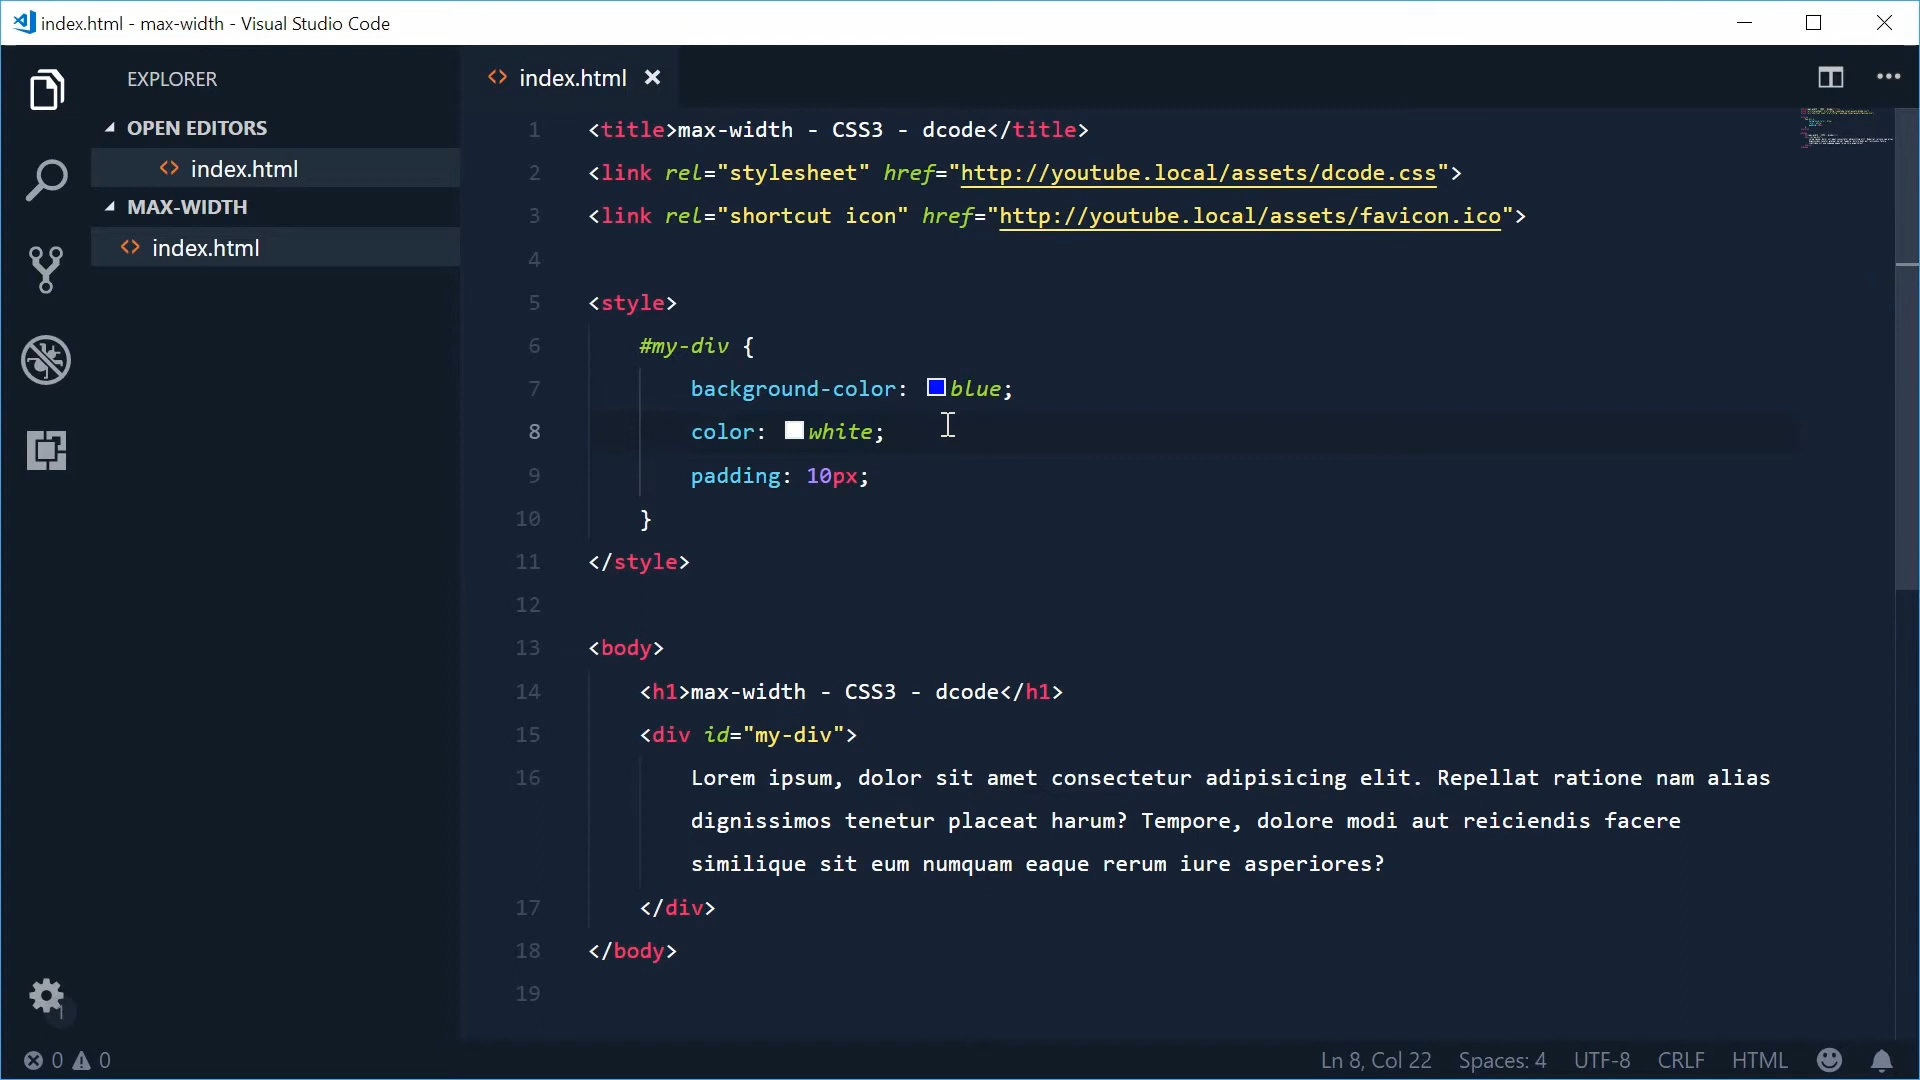 index.html - max-width - Visual Studio Code
EXPLORER
OPEN EDITORS
index.html
MAX-WIDTH
index.html
index.html
1 <title>max-width - CSS3 - dcode</title>
2 <link rel="stylesheet" href="http://youtube.local/assets/dcode.css">
3 <link rel="shortcut icon" href="http://youtube.local/assets/favicon.ico">
4
5 <style>
6 #my-div {
7 background-color: blue;
8 color: white;
9 padding: 10px;
10 }
11 </style>
12
13 <body>
14 <h1>max-width - CSS3 - dcode</h1>
15 <div id="my-div">
16 Lorem ipsum, dolor sit amet consectetur adipisicing elit. Repellat ratione nam alias
dignissimos tenetur placeat harum? Tempore, dolore modi aut reiciendis facere
similique sit eum numquam eaque rerum iure asperiores?
17 </div>
18 </body>
19
1
0 0 Ln 8, Col 22 Spaces: 4 UTF-8 CRLF HTML